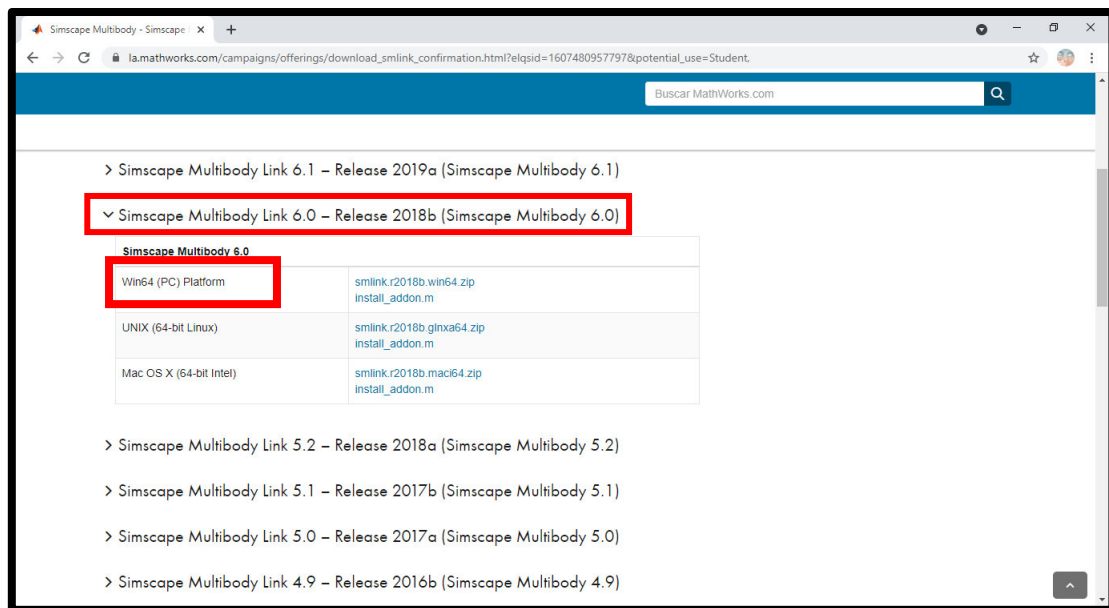 Simscape Multibody - Simscape
la.mathworks.com/campaigns/offerings/download_smlink_confirmation.html?elqsid=1607480957797&potential_use=Student,
Buscar MathWorks.com
Simscape Multibody Link 6.1 – Release 2019a (Simscape Multibody 6.1)
Simscape Multibody Link 6.0 – Release 2018b (Simscape Multibody 6.0)
Simscape Multibody 6.0
Win64 (PC) Platform
smlink.r2018b.win64.zip
install_addon.m
UNIX (64-bit Linux)
smlink.r2018b.glnxa64.zip
install_addon.m
Mac OS X (64-bit Intel)
smlink.r2018b.maci64.zip
install_addon.m
Simscape Multibody Link 5.2 – Release 2018a (Simscape Multibody 5.2)
Simscape Multibody Link 5.1 – Release 2017b (Simscape Multibody 5.1)
Simscape Multibody Link 5.0 – Release 2017a (Simscape Multibody 5.0)
Simscape Multibody Link 4.9 – Release 2016b (Simscape Multibody 4.9)